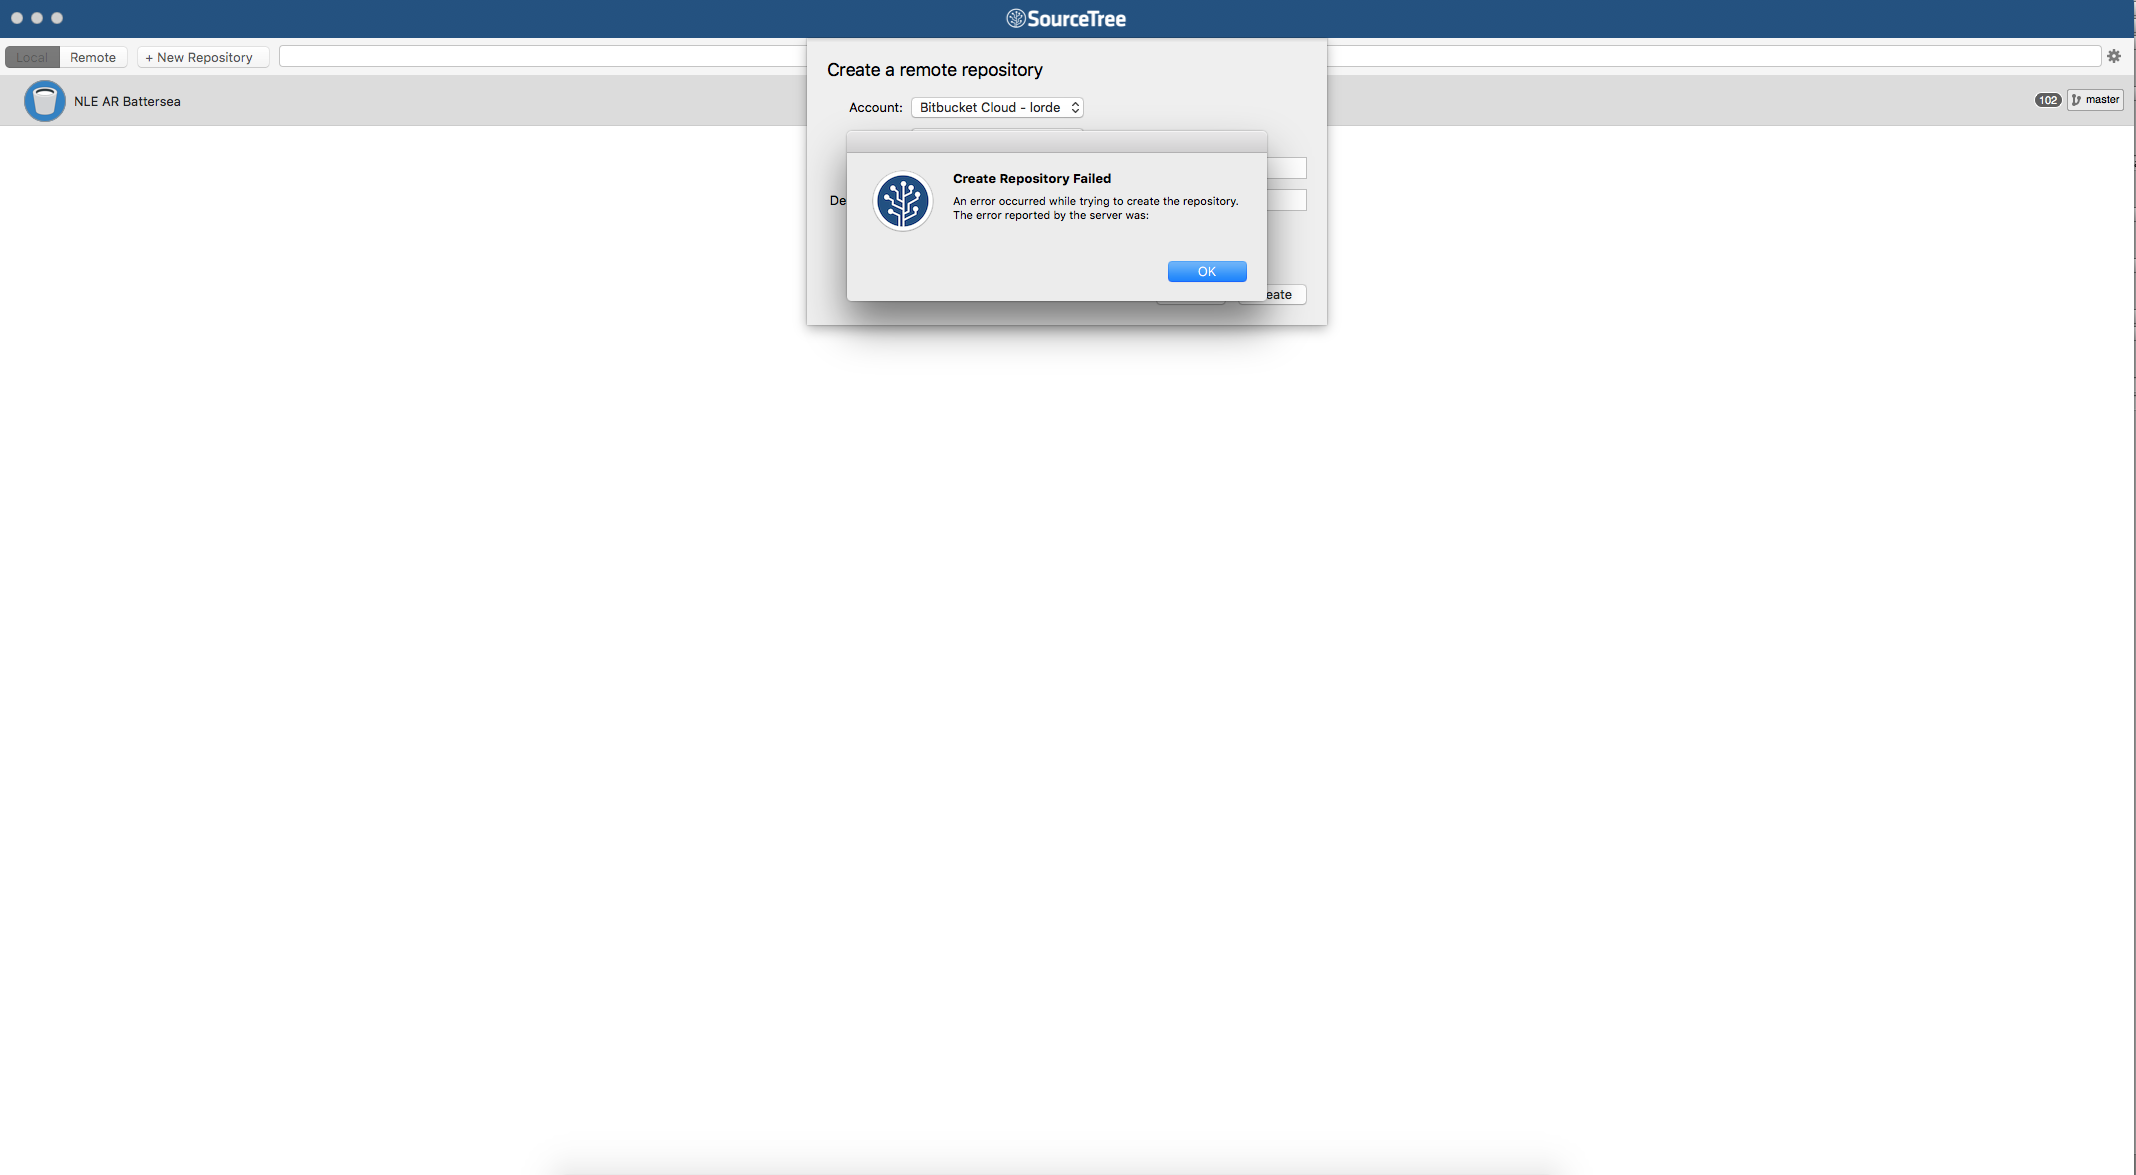 SourceTree
Local Remote + New Repository
Create a remote repository
NLE AR Battersea
102 master
Account: Bitbucket Cloud - lorde
De
Create Repository Failed
An error occurred while trying to create the repository.
The error reported by the server was:
OK
eate